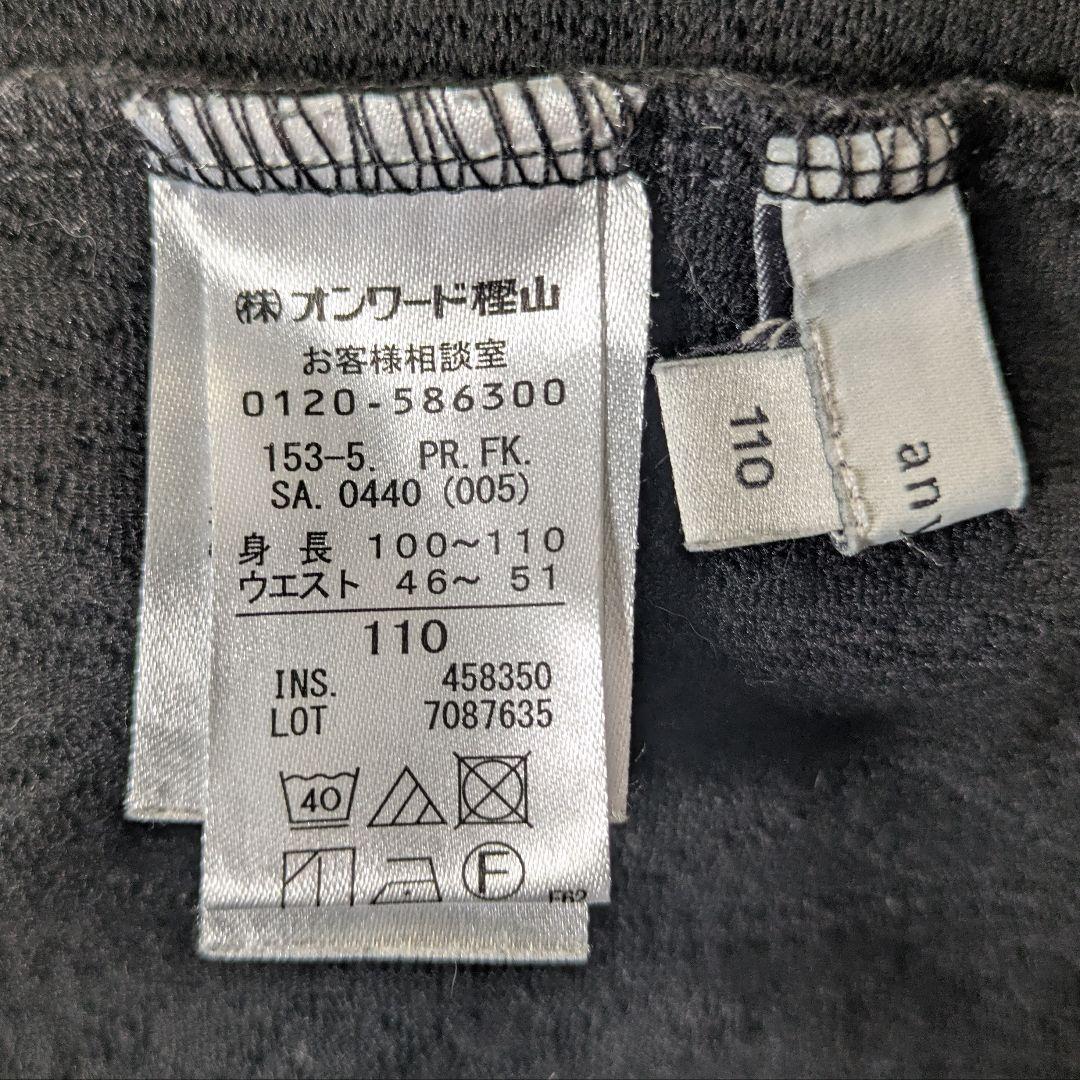 (株)オンワード樫山
お客様相談室
0120-586300
153-5. PR. FK.
SA. 0440 (005)
身長 100〜110
ウエスト 46〜 51
110
INS. 458350
LOT 7087635
40
F
110
any